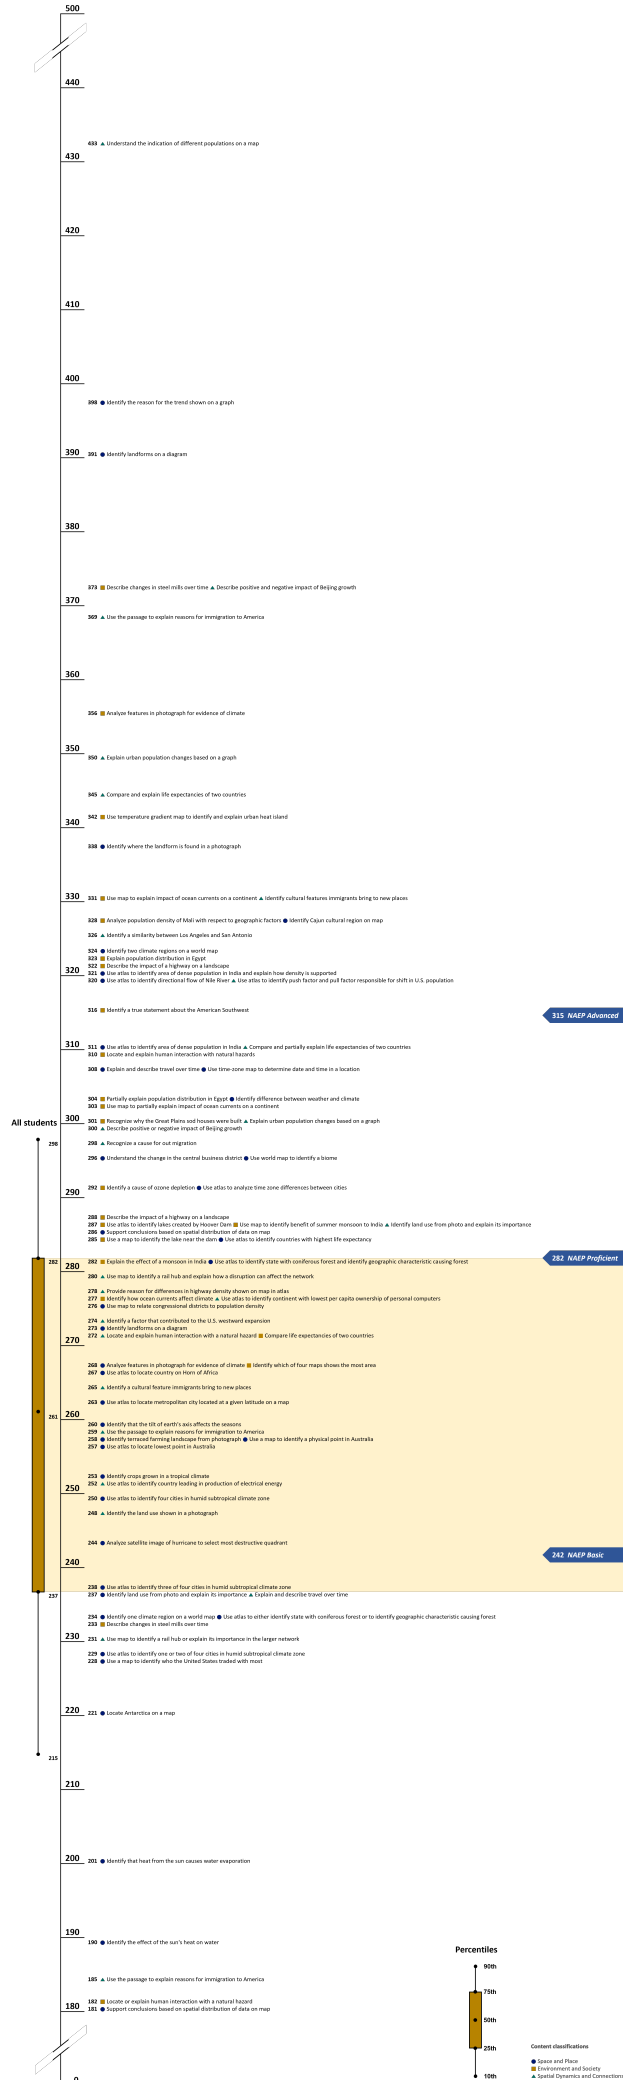 500
440
433 Understand the indication of different populations on a map
430
420
410
400
398 Identify the reason for the trend shown on a graph
391 Identify landforms on a diagram
390
380
373 Describe changes in steel mills over time Describe positive and negative impact of Beijing growth
370
369 Use the passage to explain reasons for immigration to America
360
356 Analyze features in photograph for evidence of climate
350
350 Explain urban population changes based on a graph
345 Compare and explain life expectancies of two countries
342 Use temperature gradient map to identify and explain urban heat island
340
338 Identify where the landform is found in a photograph
330
331 Use map to explain impact of ocean currents on a continent Identify cultural features immigrants bring to new places
328 Analyze population density of Mali with respect to geographic factors Identify Cajun cultural region on map
326 Identify a similarity between Los Angeles and San Antonio
324 Identify two climate regions on a world map
323 Explain population distribution in Egypt
322 Describe the impact of a highway on a landscape
321 Use atlas to identify area of dense population in India and explain how density is supported
320
320 Use atlas to identify directional flow of Nile River Use atlas to identify push factor and pull factor responsible for shift in U.S. population
316 Identify a true statement about the American Southwest
315 NAEP Advanced
311 Use atlas to identify area of dense population in India Compare and partially explain life expectancies of two countries
310
310 Locate and explain human interaction with natural hazards
308 Explain and describe travel over time Use time-zone map to determine date and time in a location
304 Partially explain population distribution in Egypt Identify difference between weather and climate
303 Use map to partially explain impact of ocean currents on a continent
300
All students
301 Recognize why the Great Plains sod houses were built Explain urban population changes based on a graph
300 Describe positive or negative impact of Beijing growth
298
298 Recognize a cause for out migration
296 Understand the change in the central business district Use world map to identify a biome
292 Identify a cause of ozone depletion Use atlas to analyze time zone differences between cities
290
288 Describe the impact of a highway on a landscape
287 Use atlas to identify lakes created by Hoover Dam Use map to identify benefit of summer monsoon to India Identify land use from photo and explain its importance
286 Support conclusions based on spatial distribution of data on map
285 Use a map to identify the lake near the dam Use atlas to identify countries with highest life expectancy
282 NAEP Proficient
282
282 Explain the effect of a monsoon in India Use atlas to identify state with coniferous forest and identify geographic characteristic causing forest
280
280 Use map to identify a rail hub and explain how a disruption can affect the network
278 Provide reason for differences in highway density shown on map in atlas
277 Identify how ocean currents affect climate Use atlas to identify continent with lowest per capita ownership of personal computers
276 Use map to relate congressional districts to population density
274 Identify a factor that contributed to the U.S. westward expansion
273 Identify landforms on a diagram
272 Locate and explain human interaction with a natural hazard Compare life expectancies of two countries
270
268 Analyze features in photograph for evidence of climate Identify which of four maps shows the most area
267 Use atlas to locate country on Horn of Africa
265 Identify a cultural feature immigrants bring to new places
263 Use atlas to locate metropolitan city located at a given latitude on a map
261
260
260 Identify that the tilt of earth's axis affects the seasons
259 Use the passage to explain reasons for immigration to America
258 Identify terraced farming landscape from photograph Use a map to identify a physical point in Australia
257 Use atlas to locate lowest point in Australia
253 Identify crops grown in a tropical climate
252 Use atlas to identify country leading in production of electrical energy
250
250 Use atlas to identify four cities in humid subtropical climate zone
248 Identify the land use shown in a photograph
244 Analyze satellite image of hurricane to select most destructive quadrant
242 NAEP Basic
240
238 Use atlas to identify three of four cities in humid subtropical climate zone
237
237 Identify land use from photo and explain its importance Explain and describe travel over time
234 Identify one climate region on a world map Use atlas to either identify state with coniferous forest or to identify geographic characteristic causing forest
233 Describe changes in steel mills over time
230
231 Use map to identify a rail hub or explain its importance in the larger network
229 Use atlas to identify one or two of four cities in humid subtropical climate zone
228 Use a map to identify who the United States traded with most
220
221 Locate Antarctica on a map
215
210
200
201 Identify that heat from the sun causes water evaporation
190
190 Identify the effect of the sun's heat on water
185 Use the passage to explain reasons for immigration to America
182 Locate or explain human interaction with a natural hazard
180
181 Support conclusions based on spatial distribution of data on map
0
Percentiles
90th
75th
50th
25th
10th
Content classifications
Space and Place
Environment and Society
Spatial Dynamics and Connections